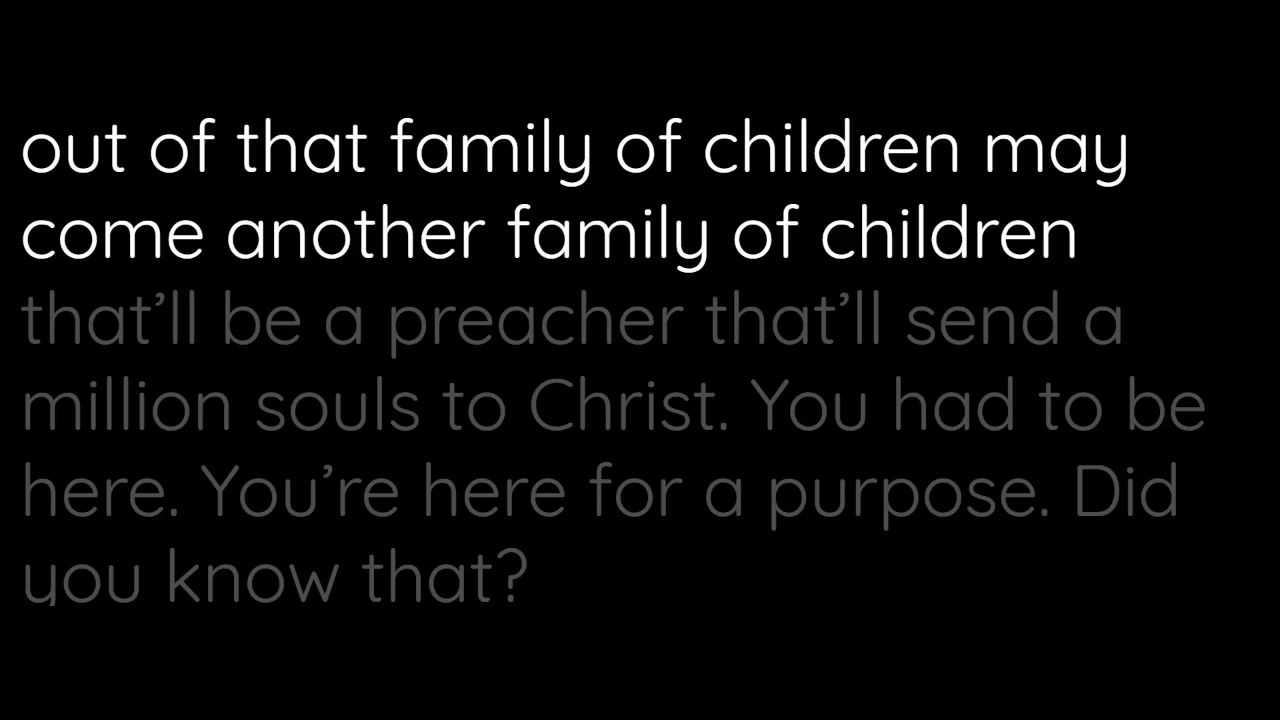 out of that family of children may
come another family of children
that’ll be a preacher that’ll send a
million souls to Christ. You had to be
here. You’re here for a purpose. Did
you know that?